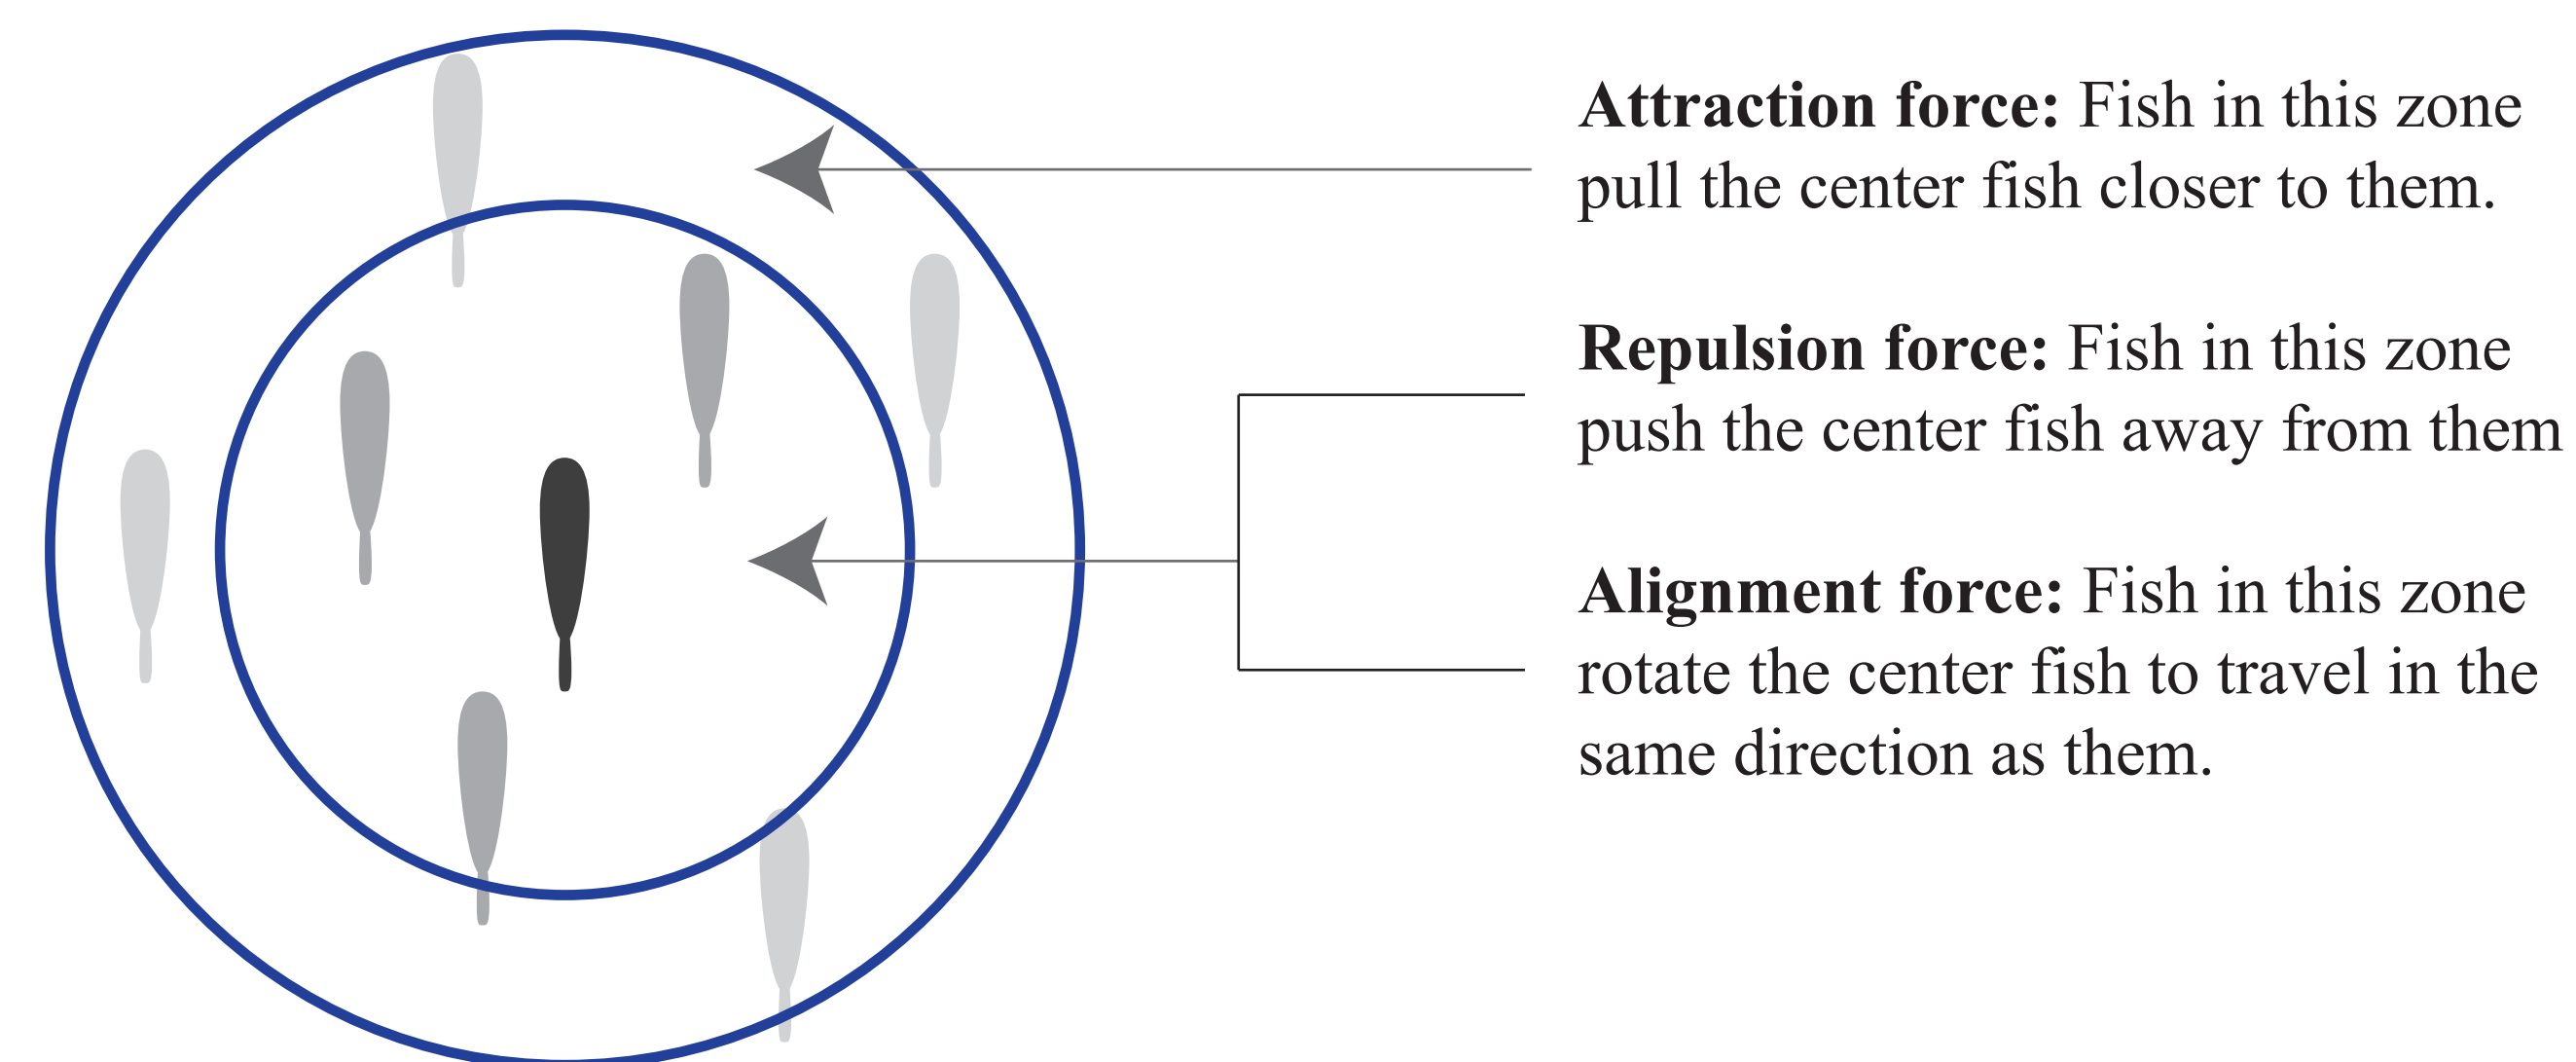 Attraction force: Fish in this zone
pull the center fish closer to them.
Repulsion force: Fish in this zone
push the center fish away from them
Alignment force: Fish in this zone
rotate the center fish to travel in the
same direction as them.